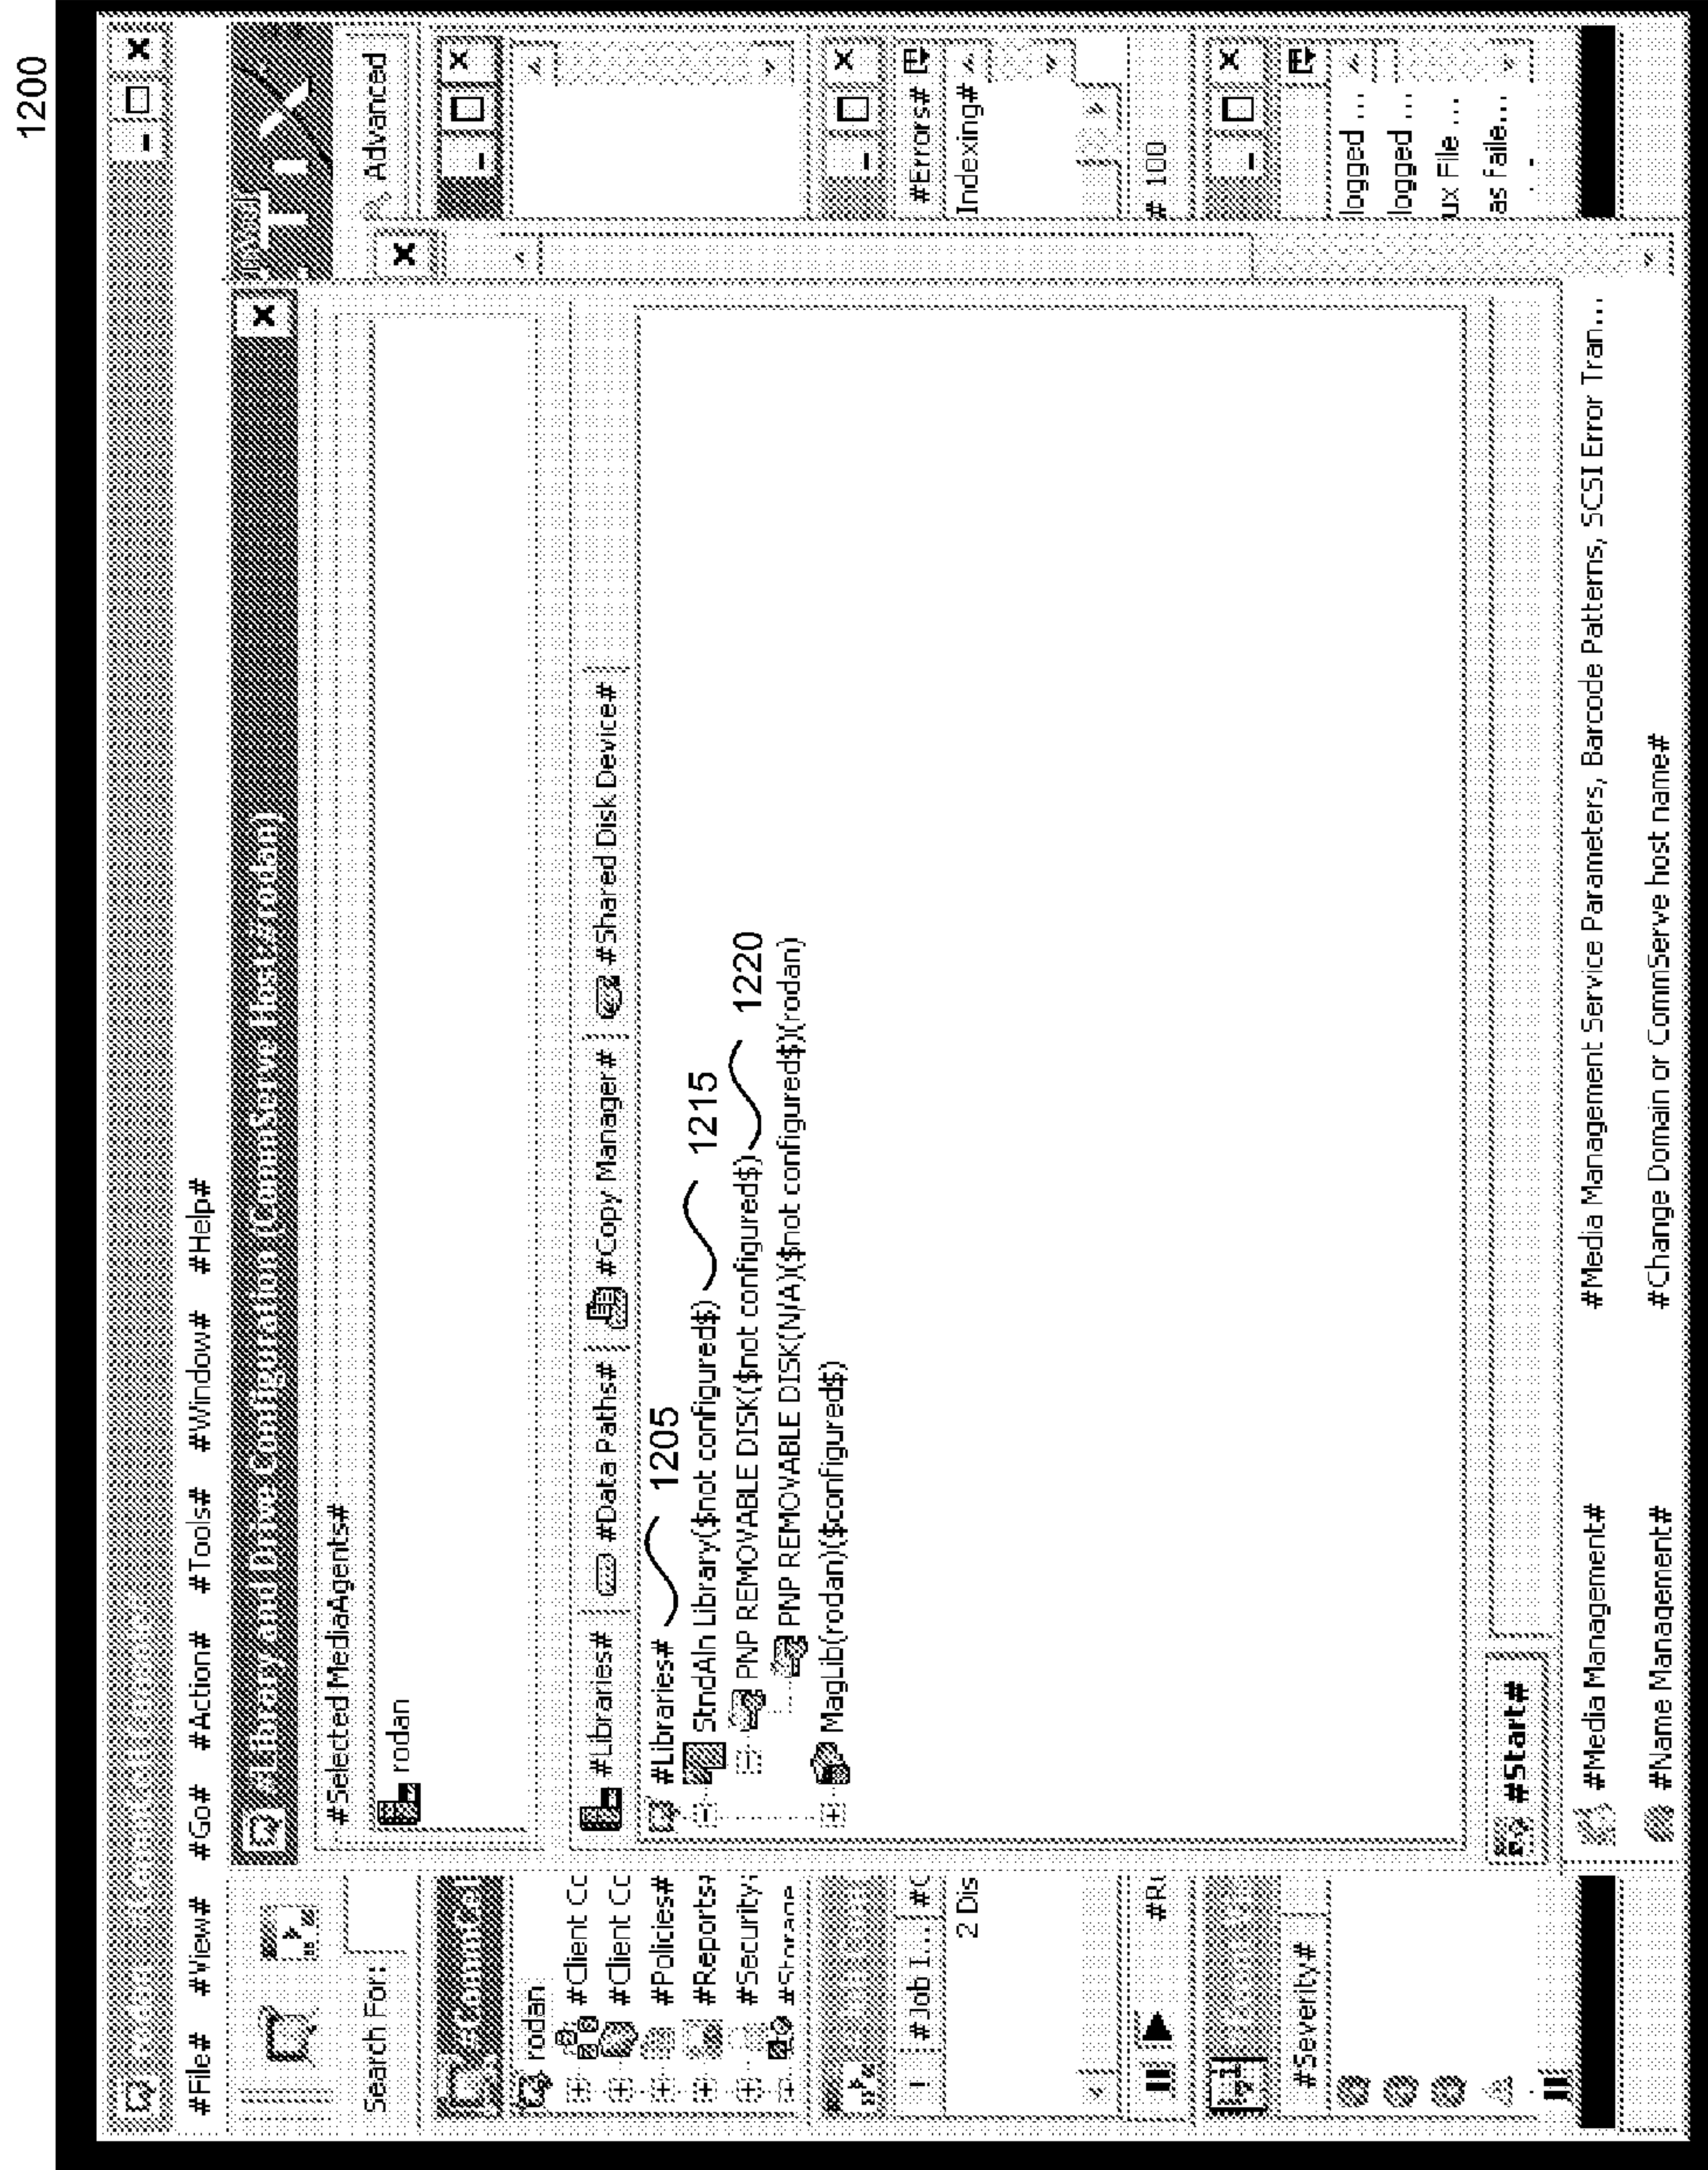 1200
#File# #View# #Go# #Action# #Tools# #Window# #Help#
#Library and Drive Configuration (CommServe Host://rodan)
Search For:
Advanced
#Selected MediaAgents#
rodan
rodan
#Client Cc
#Client Cc
#Policies#
#Reports#
#Security
#Storage
#Libraries# #Data Paths# #Copy Manager# #Shared Disk Device#
#Libraries# 1205
StndAln Library($not configured$) 1215
PNP REMOVABLE DISK($not configured$) 1220
PNP REMOVABLE DISK(N/A)($not configured$)(rodan)
MagLib(rodan)($configured$)
! #Job I... #C
#Errors#
2 Dis
Indexing#
#Ru
# 100
#Severity#
logged ...
logged ...
ux File ...
as faile...
#Start#
#Media Management# #Media Management Service Parameters, Barcode Patterns, SCSI Error Tran...
#Name Management# #Change Domain or CommServe host name#